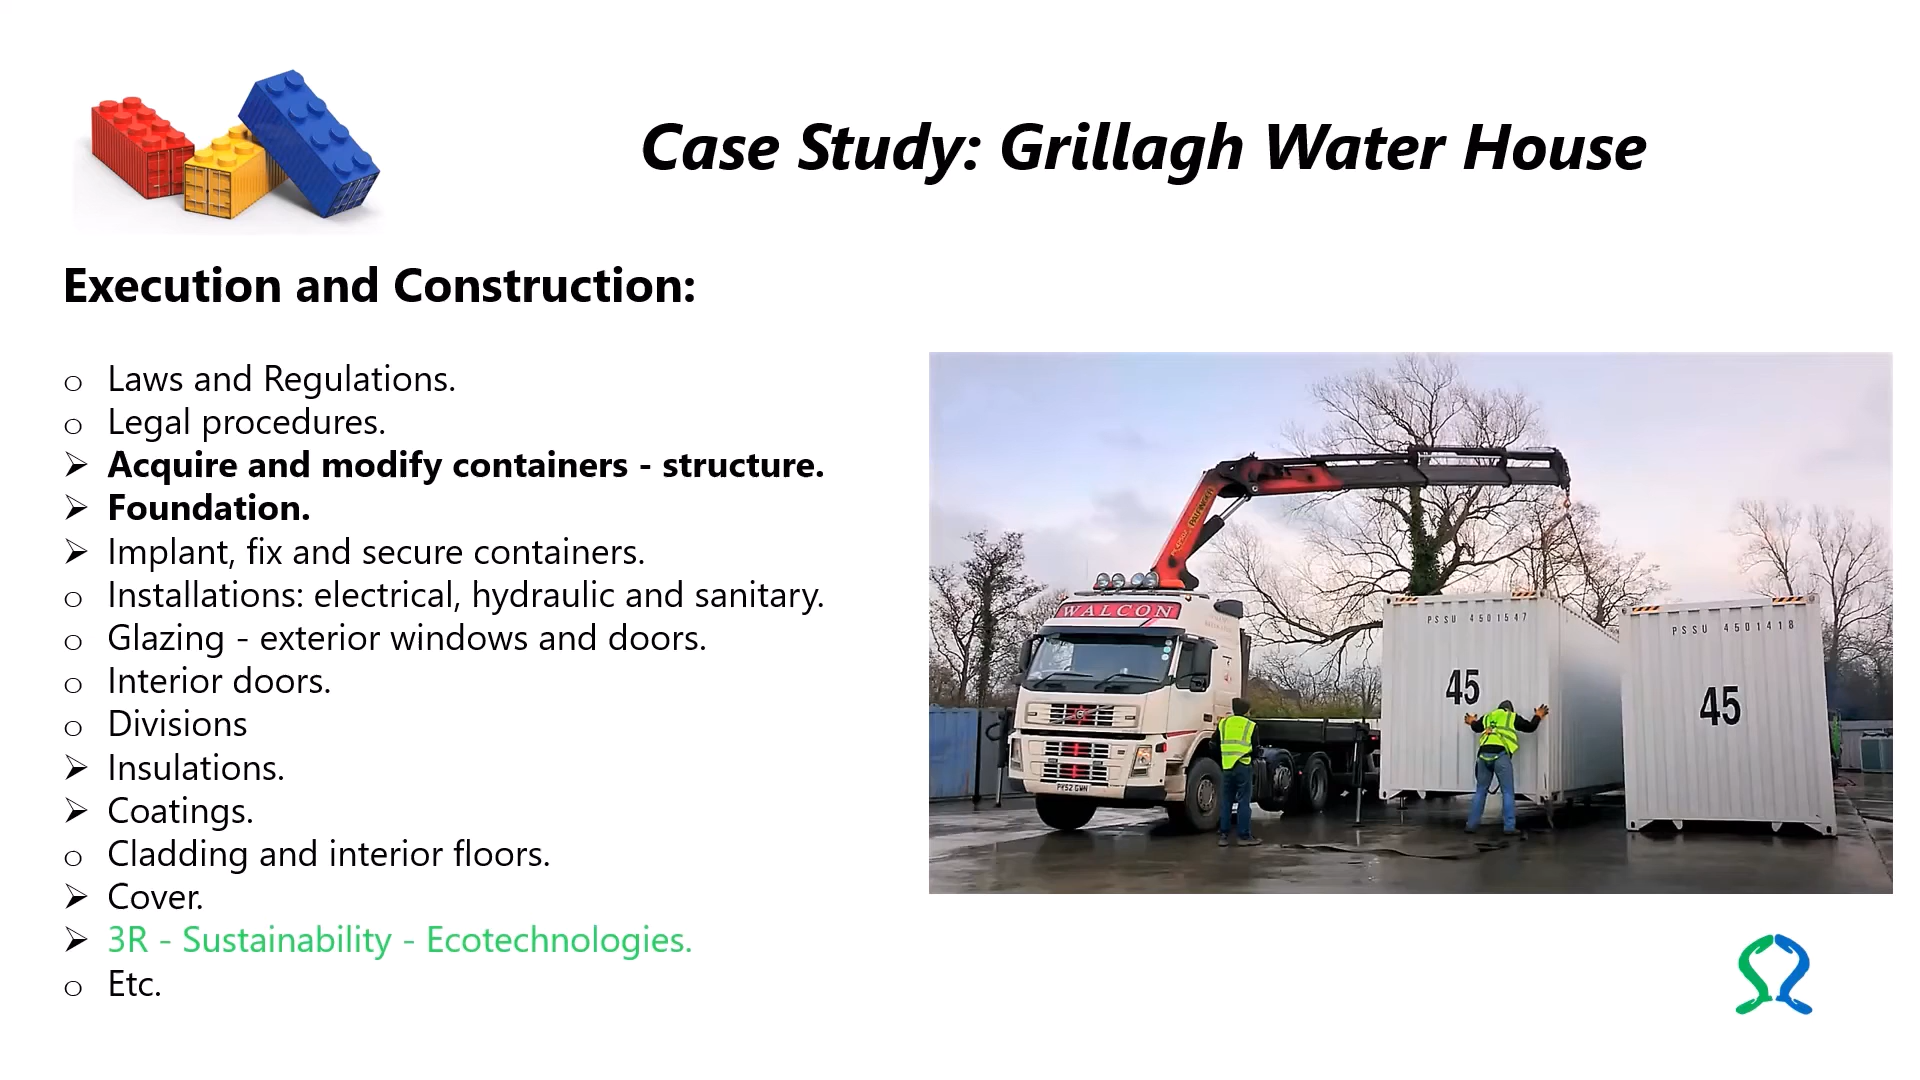 Case Study: Grillagh Water House
Execution and Construction:
o Laws and Regulations.
o Legal procedures.
➢ Acquire and modify containers - structure.
➢ Foundation.
➢ Implant, fix and secure containers.
o Installations: electrical, hydraulic and sanitary.
o Glazing - exterior windows and doors.
o Interior doors.
o Divisions
➢ Insulations.
➢ Coatings.
o Cladding and interior floors.
➢ Cover.
➢ 3R - Sustainability - Ecotechnologies.
o Etc.
PALFINGER
WALCON
PSSU 4501547
PSSU 4501418
45
45